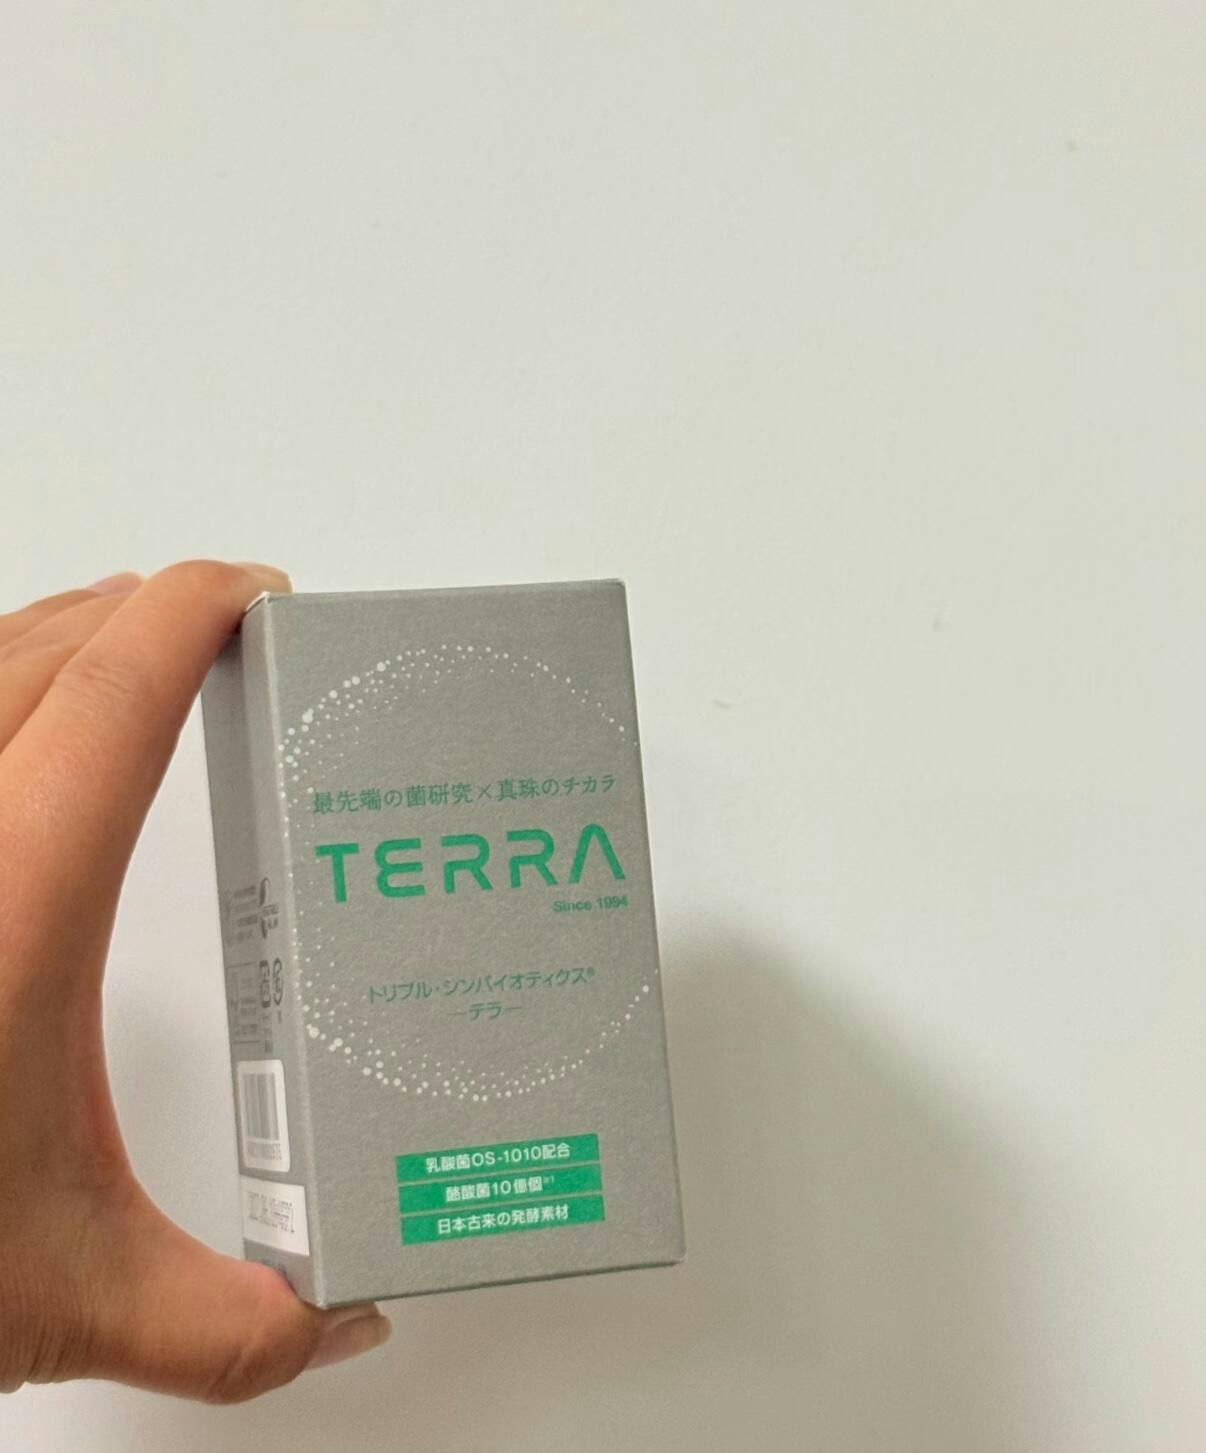 最先端の菌研究×真珠のチカラ
TERRA
Since 1994
トリプル・シンバイオティクス®
―テラ―
乳酸菌OS-1010配合
酪酸菌10億個※1
日本古来の発酵素材